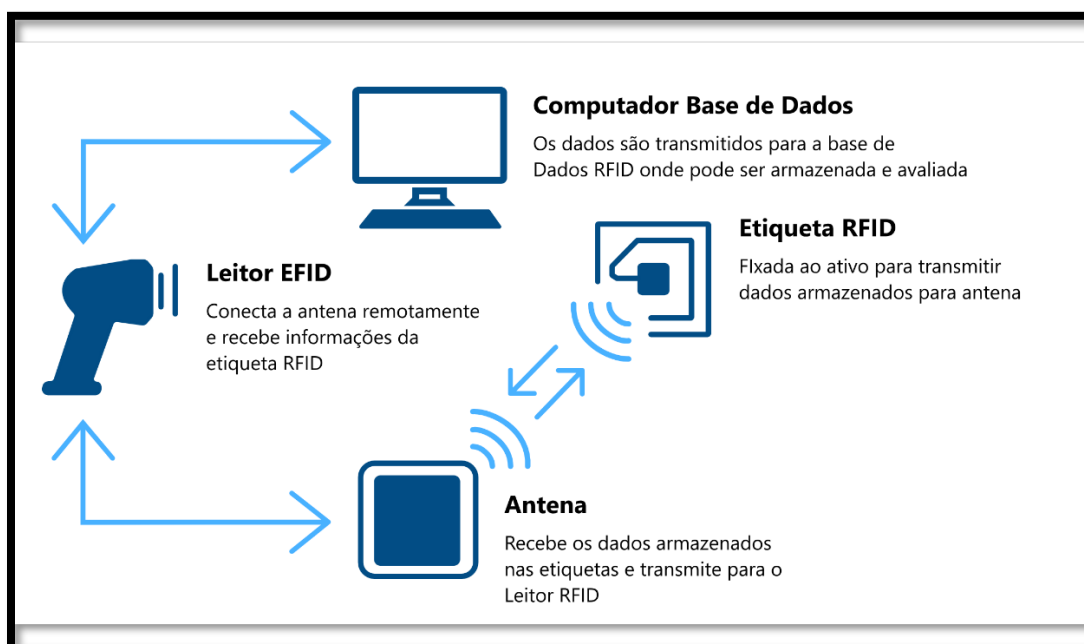 Computador Base de Dados
Os dados são transmitidos para a base de
Dados RFID onde pode ser armazenada e avaliada
Etiqueta RFID
FIxada ao ativo para transmitir
dados armazenados para antena
Leitor EFID
Conecta a antena remotamente
e recebe informações da
etiqueta RFID
Antena
Recebe os dados armazenados
nas etiquetas e transmite para o
Leitor RFID